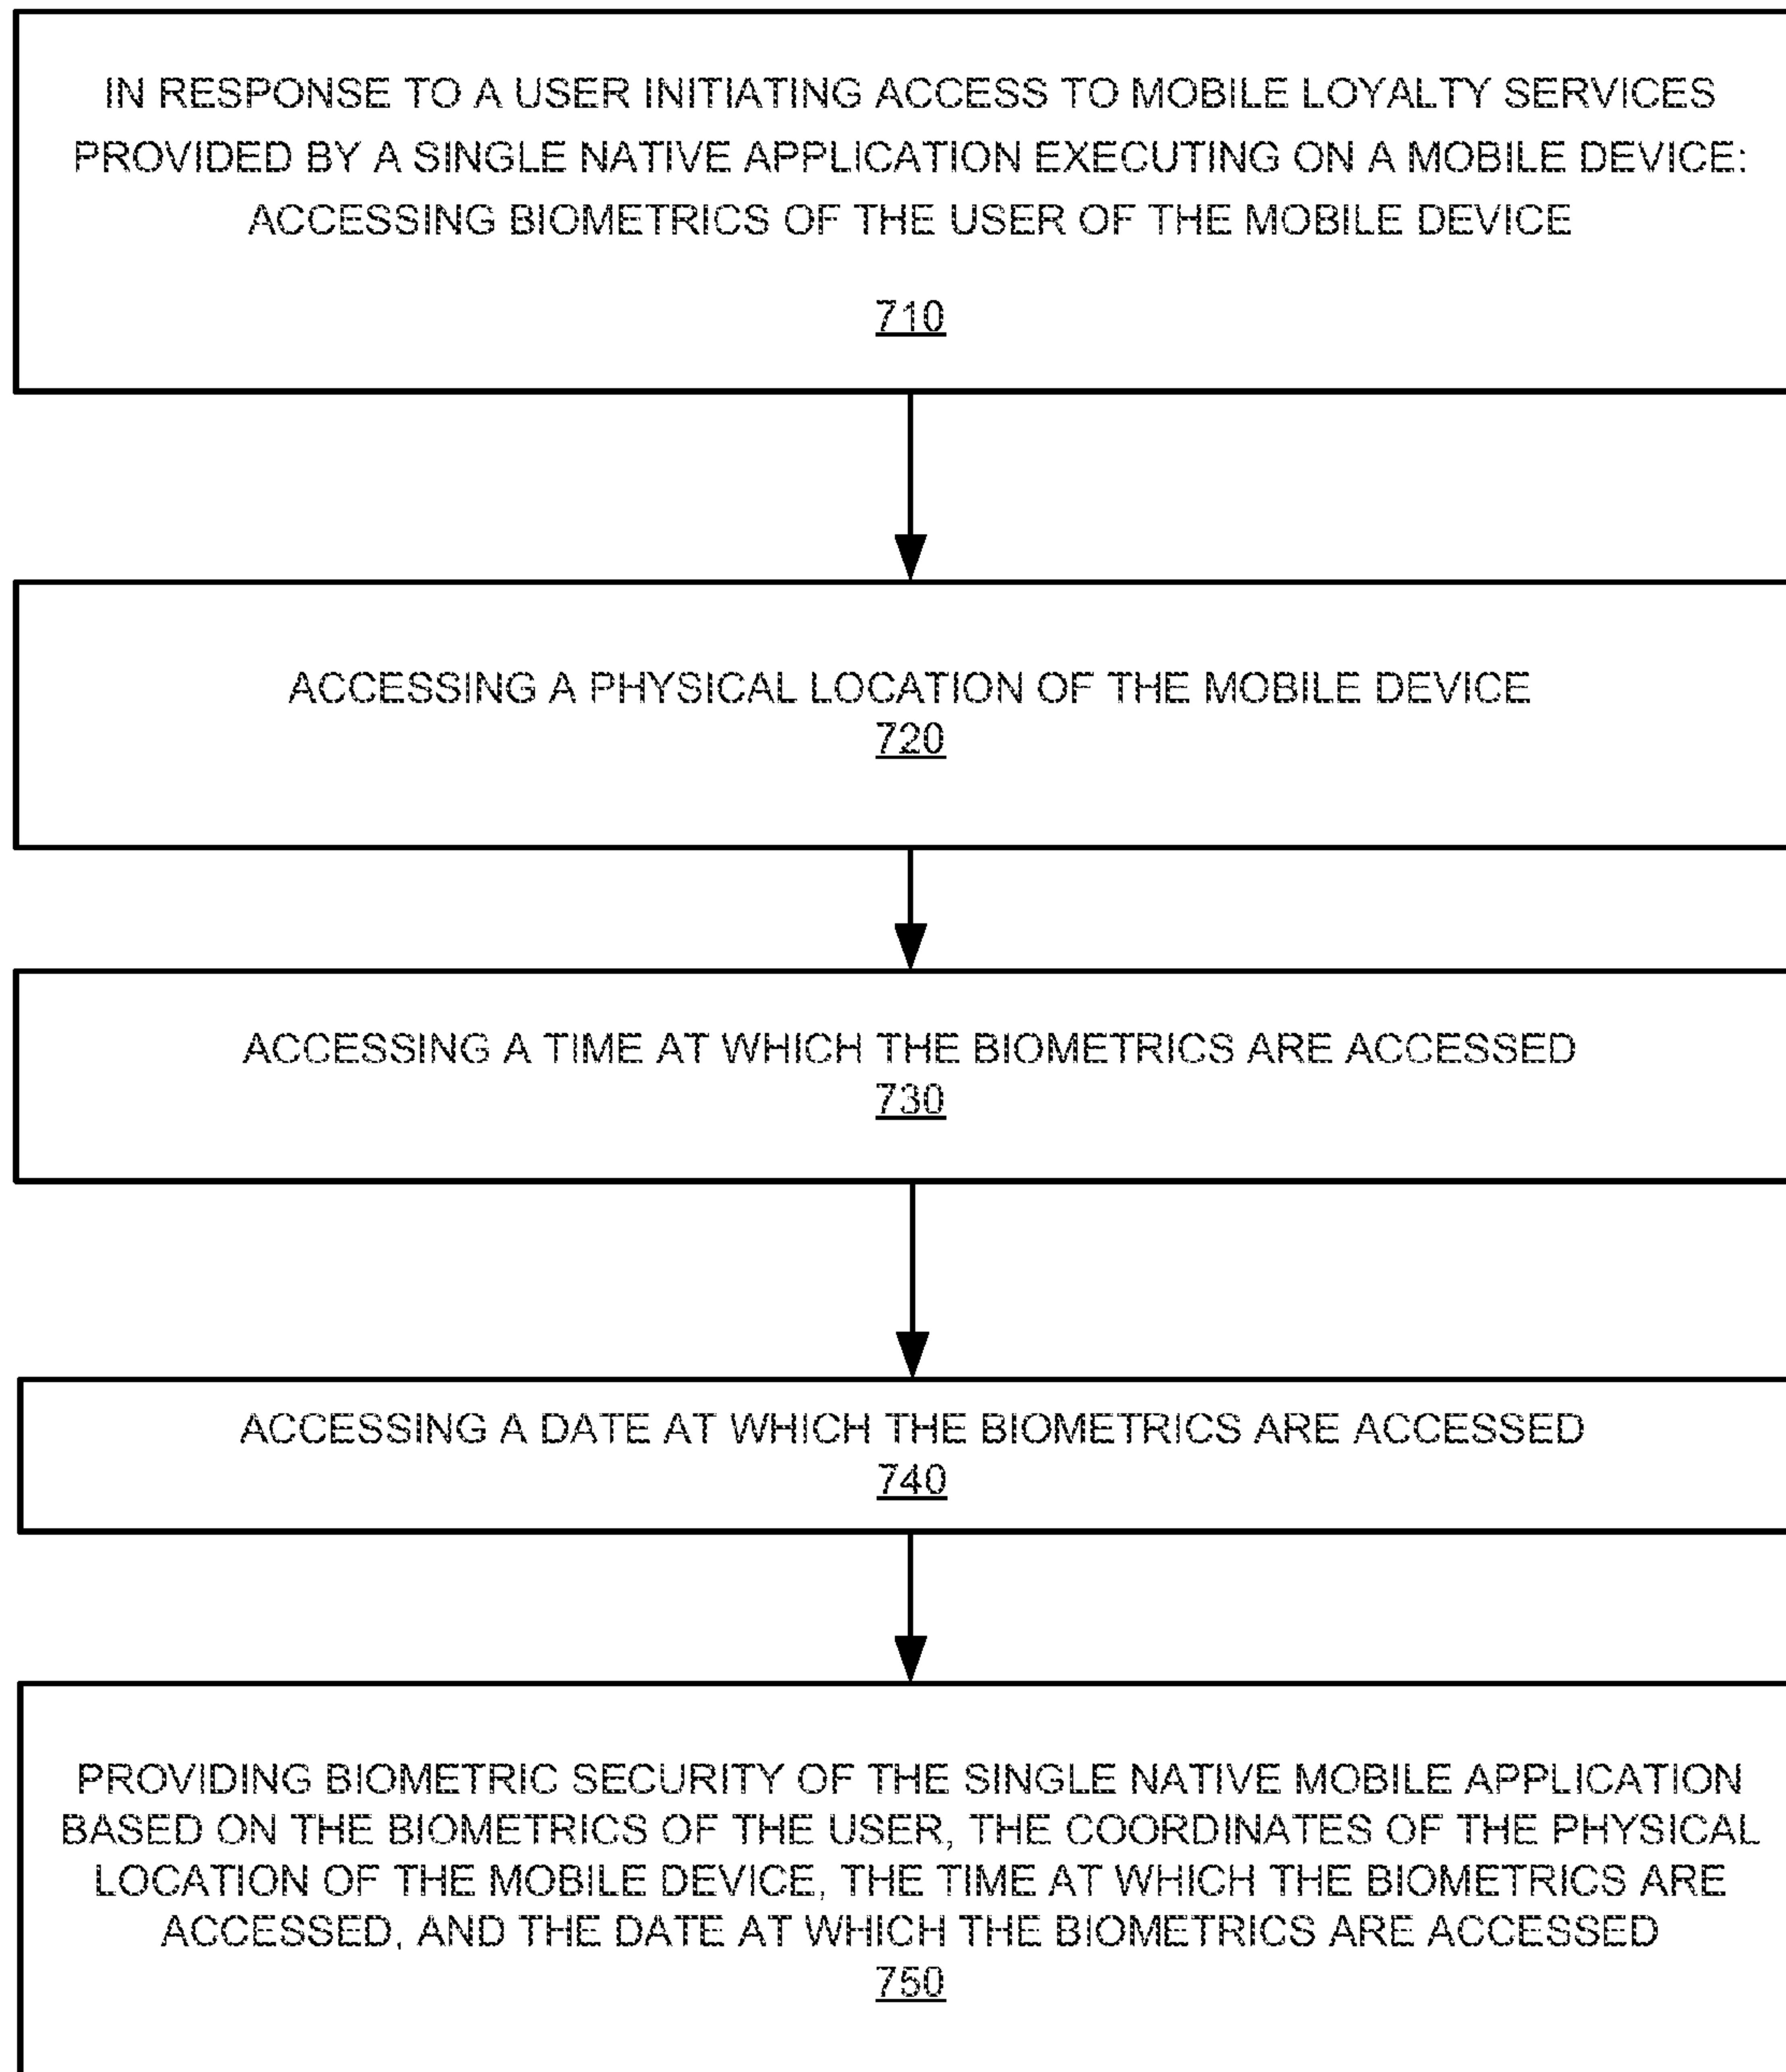 IN RESPONSE TO A USER INITIATING ACCESS TO MOBILE LOYALTY SERVICES
PROVIDED BY A SINGLE NATIVE APPLICATION EXECUTING ON A MOBILE DEVICE:
ACCESSING BIOMETRICS OF THE USER OF THE MOBILE DEVICE
710
ACCESSING A PHYSICAL LOCATION OF THE MOBILE DEVICE
720
ACCESSING A TIME AT WHICH THE BIOMETRICS ARE ACCESSED
730
ACCESSING A DATE AT WHICH THE BIOMETRICS ARE ACCESSED
740
PROVIDING BIOMETRIC SECURITY OF THE SINGLE NATIVE MOBILE APPLICATION
BASED ON THE BIOMETRICS OF THE USER, THE COORDINATES OF THE PHYSICAL
LOCATION OF THE MOBILE DEVICE, THE TIME AT WHICH THE BIOMETRICS ARE
ACCESSED, AND THE DATE AT WHICH THE BIOMETRICS ARE ACCESSED
750